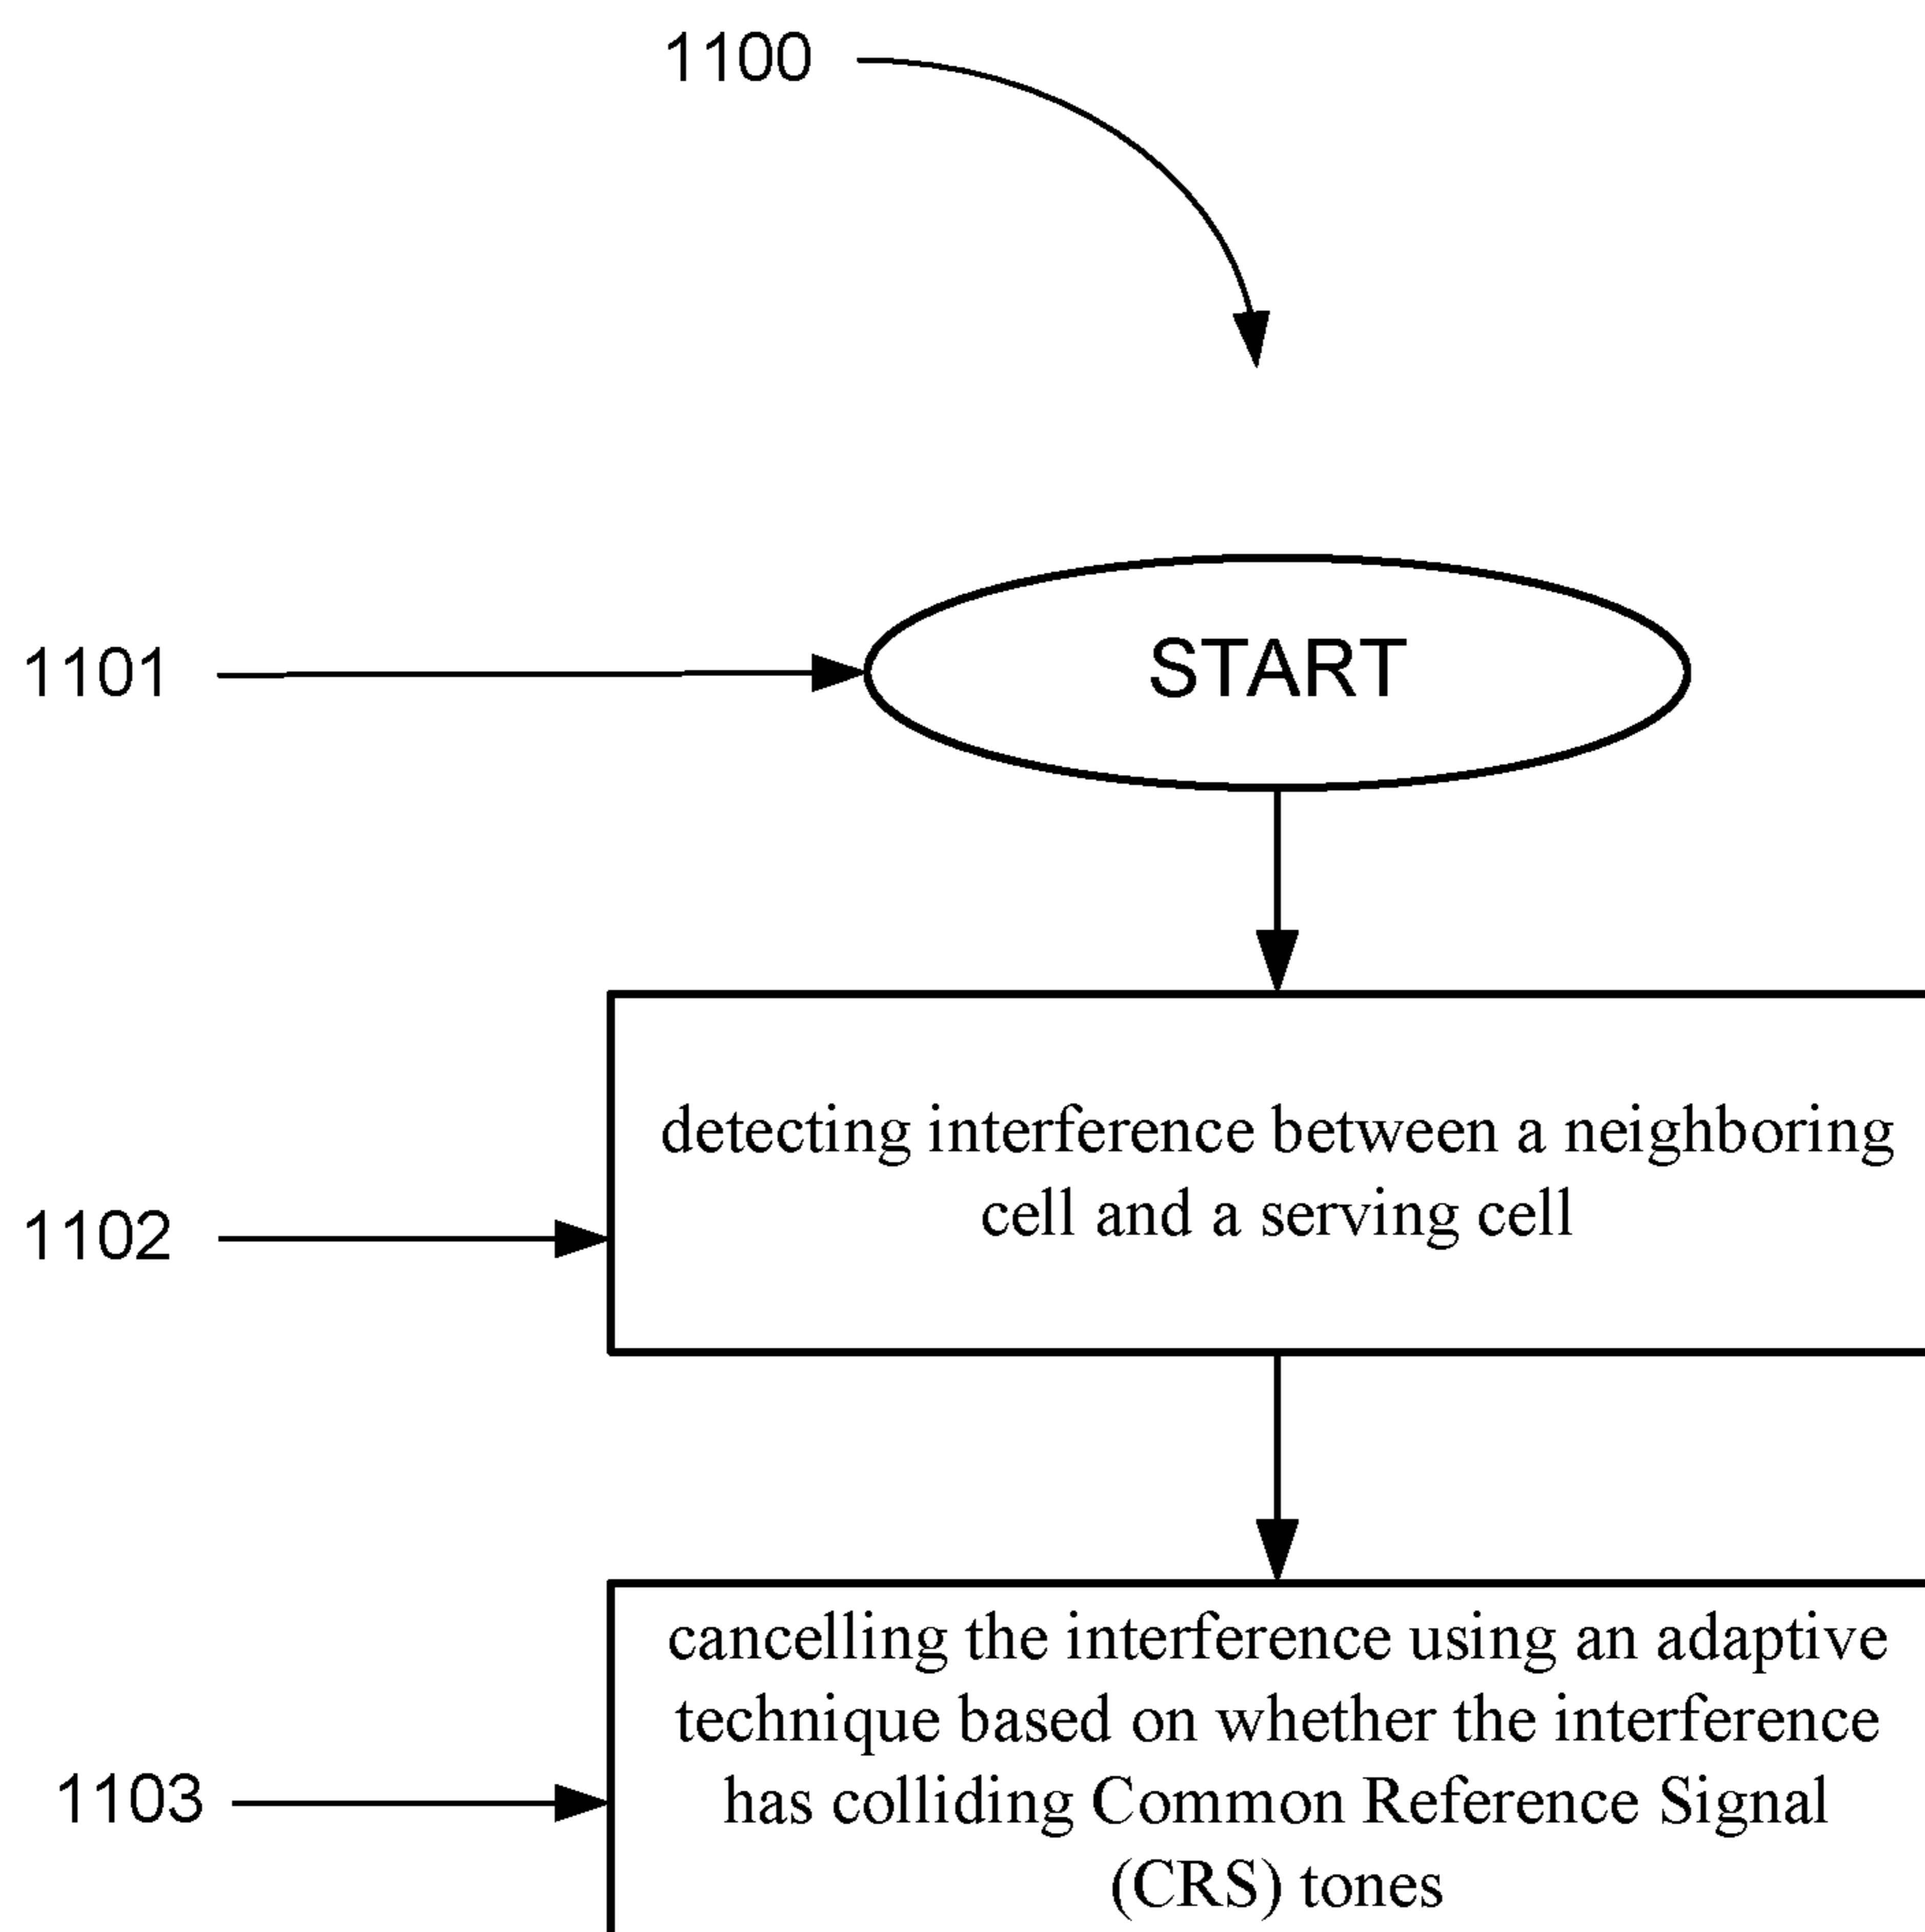 1100
1101
START
1102
detecting interference between a neighboring
cell and a serving cell
1103
cancelling the interference using an adaptive
technique based on whether the interference
has colliding Common Reference Signal
(CRS) tones